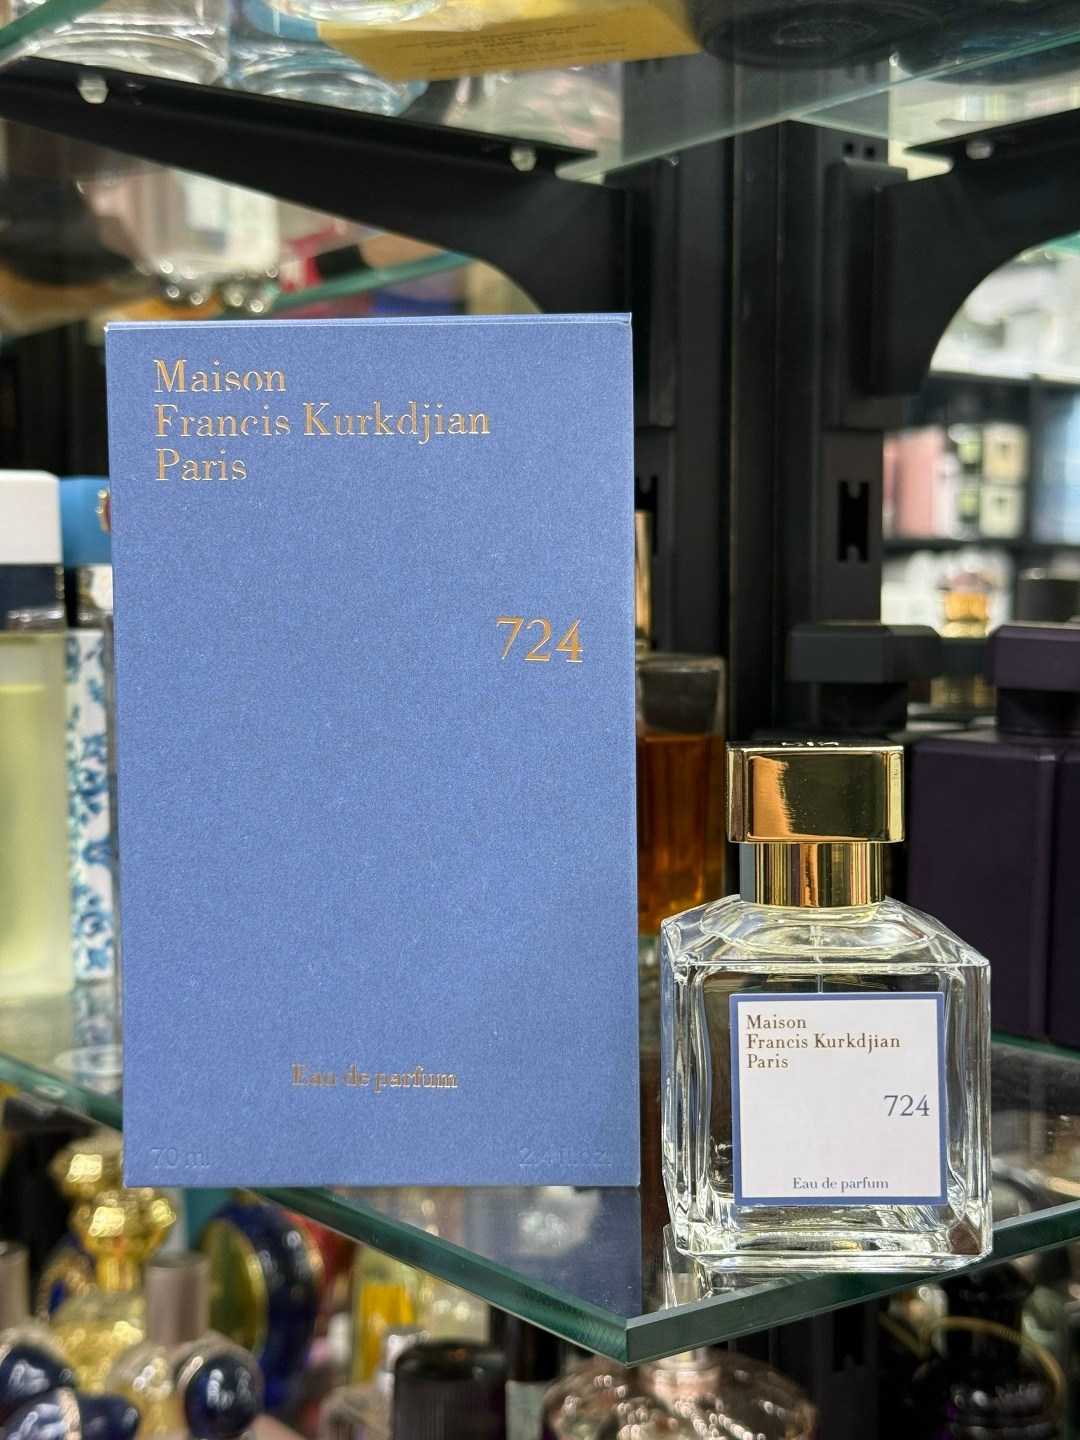 Maison
Francis Kurkdjian
Paris
724
Eau de parfum
70 ml
2.4 fl.oz.
Maison
Francis Kurkdjian
Paris
724
Eau de parfum